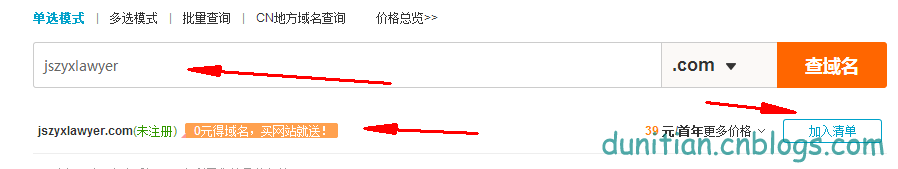 单选模式 | 多选模式 | 批量查询 | CN地方域名查询 价格总览>>
jszyxlawyer .com 查域名
jszyxlawyer.com(未注册) 0元得域名，买网站就送！ 39 元/首年 更多价格 加入清单
dunitian.cnblogs.com